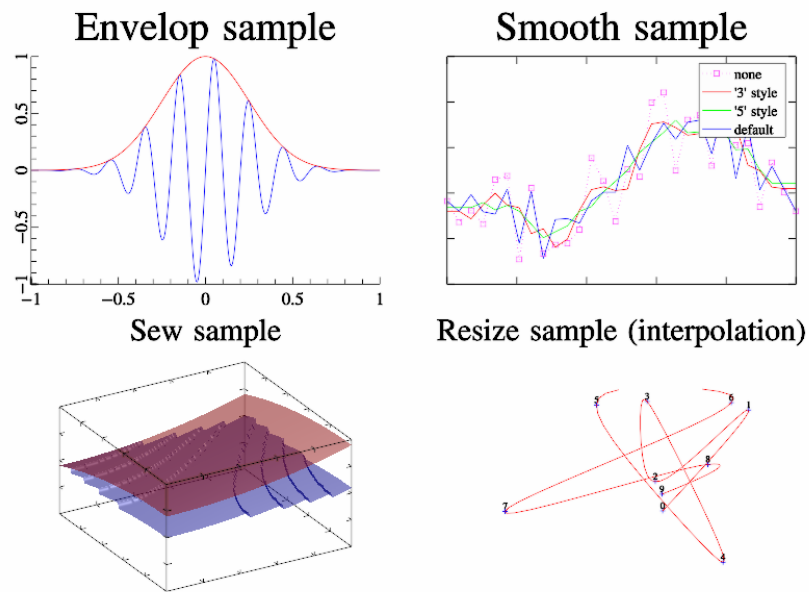 Envelop sample
1
0.5
0
−0.5
−1
−1
−0.5
0
0.5
1
Smooth sample
none
'3' style
'5' style
default
Sew sample
Resize sample (interpolation)
5
3
6
1
8
2
9
7
0
4